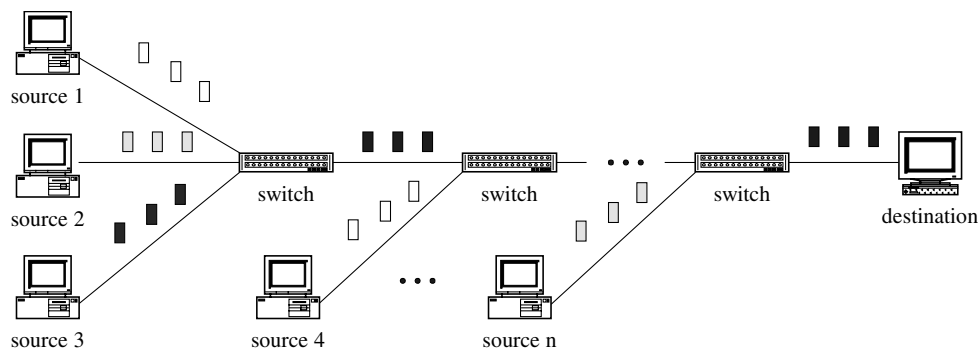 source 1
source 2
source 3
switch
source 4
switch
source n
switch
destination